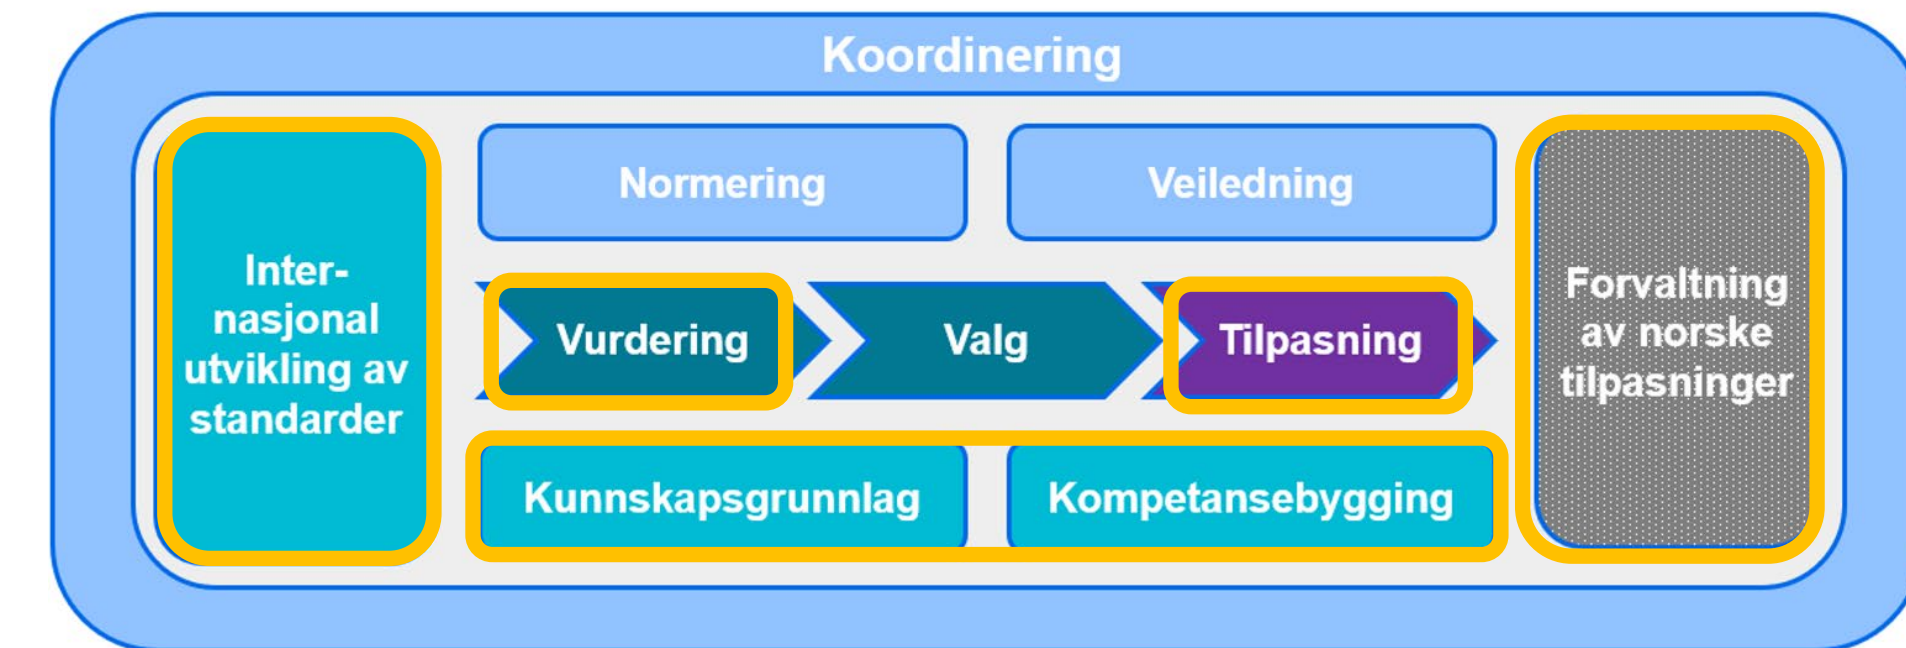 Koordinering
Inter-
nasjonal
utvikling av
standarder
Normering
Veiledning
Vurdering
Valg
Tilpasning
Kunnskapsgrunnlag
Kompetansebygging
Forvaltning
av norske
tilpasninger